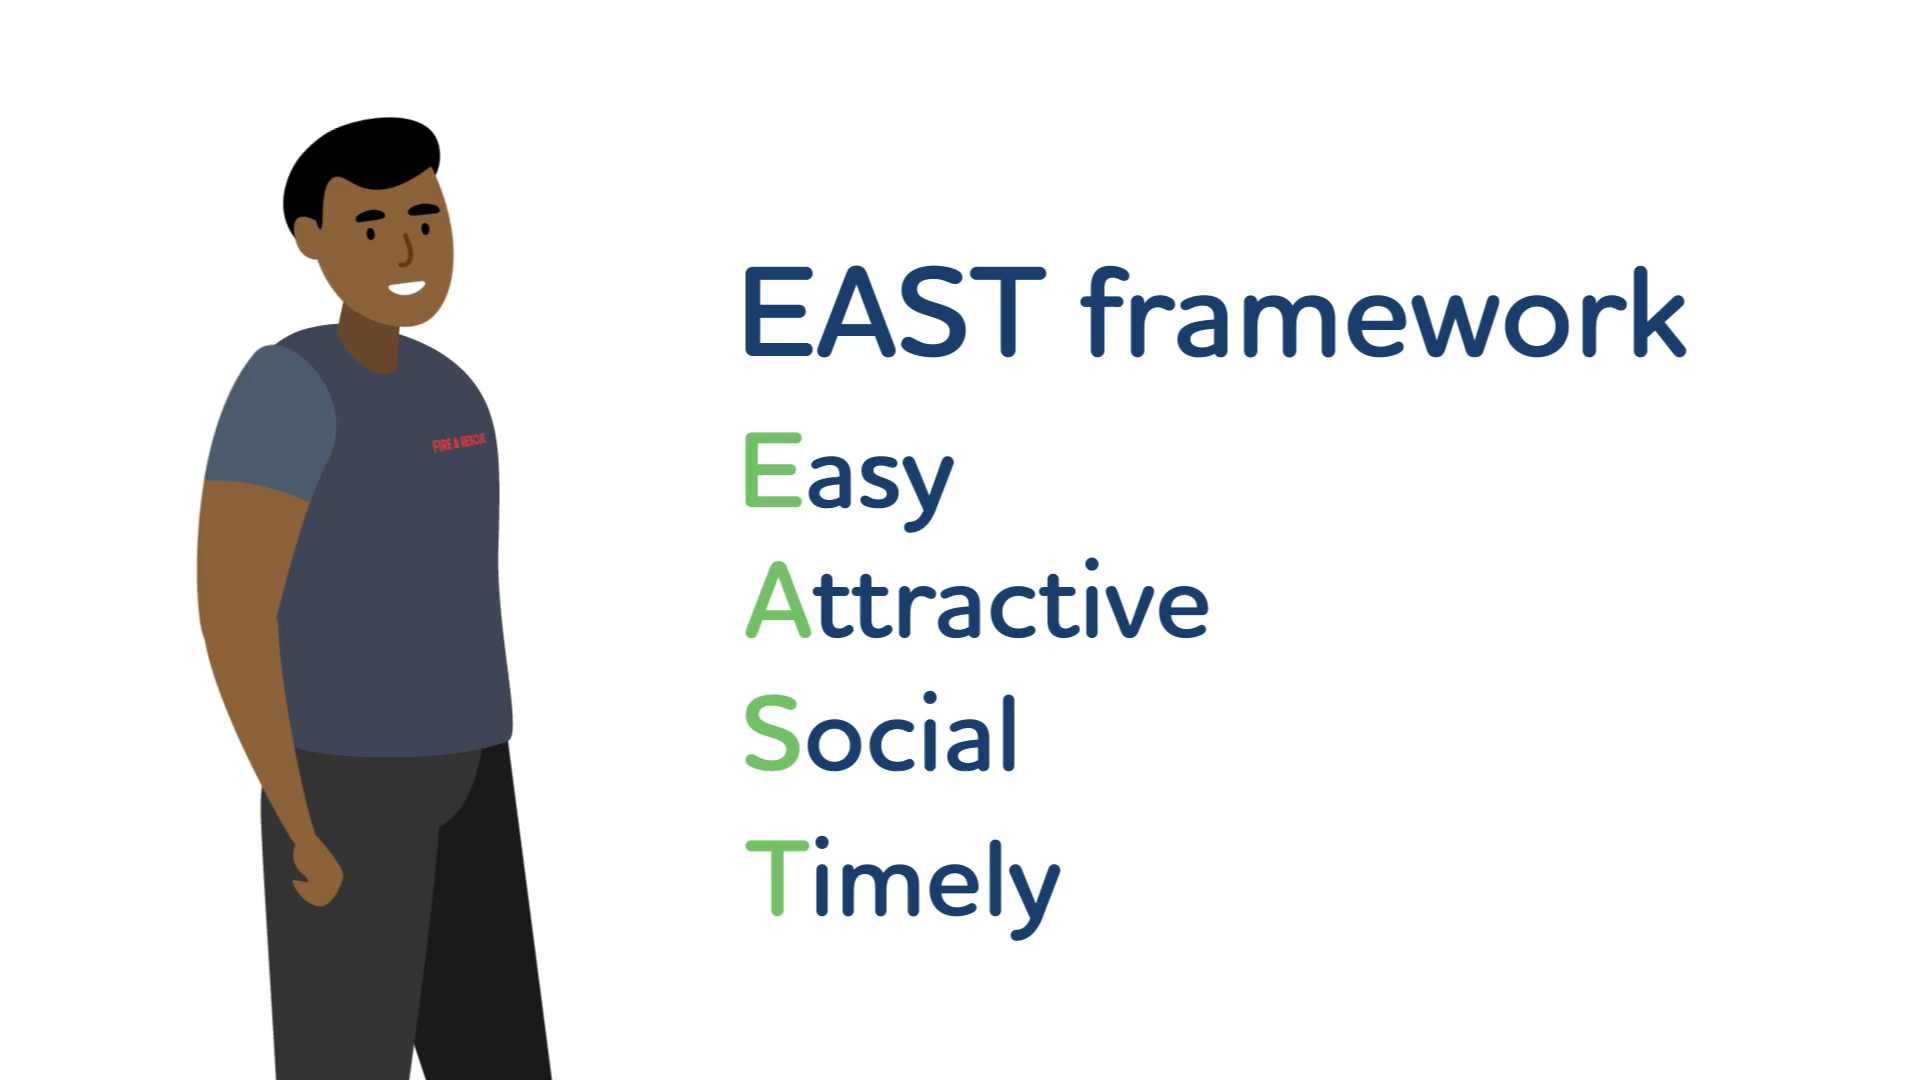 FIRE & RESCUE
EAST framework
Easy
Attractive
Social
Timely